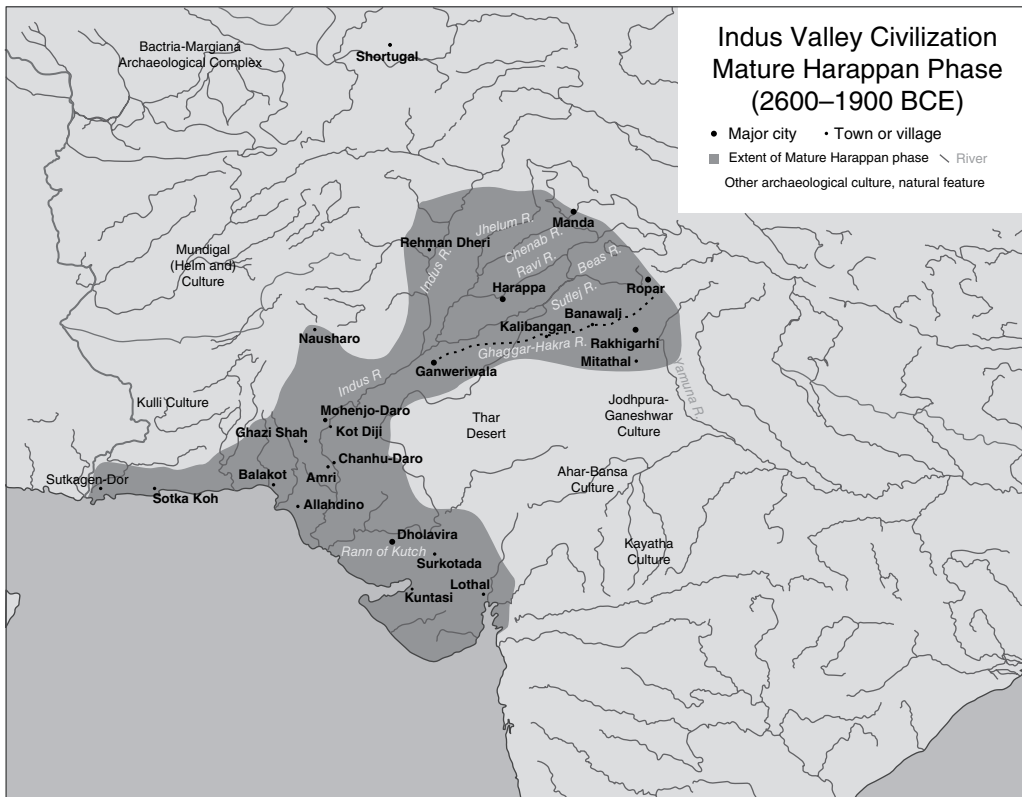 Indus Valley Civilization
Mature Harappan Phase
(2600–1900 BCE)
Major city
Town or village
Extent of Mature Harappan phase
River
Other archaeological culture, natural feature
Bactria-Margiana
Archaeological Complex
Shortugal
Manda
Jhelum R.
Rehman Dheri
Chenab R.
Mundigal
(Helm and)
Culture
Indus R.
Ravi R.
Beas R.
Harappa
Ropar
Sutlej R.
Banawalj
Kalibangan
Nausharo
Rakhigarhi
Ghaggar-Hakra R.
Mitathal
Ganweriwala
Indus R
Yamuna R.
Kulli Culture
Jodhpura-
Ganeshwar
Culture
Mohenjo-Daro
Thar
Desert
Ghazi Shah
Kot Diji
Chanhu-Daro
Sutkagen-Dor
Balakot
Amri
Ahar-Bansa
Culture
Sotka Koh
Allahdino
Dholavira
Rann of Kutch
Kayatha
Culture
Surkotada
Lothal
Kuntasi